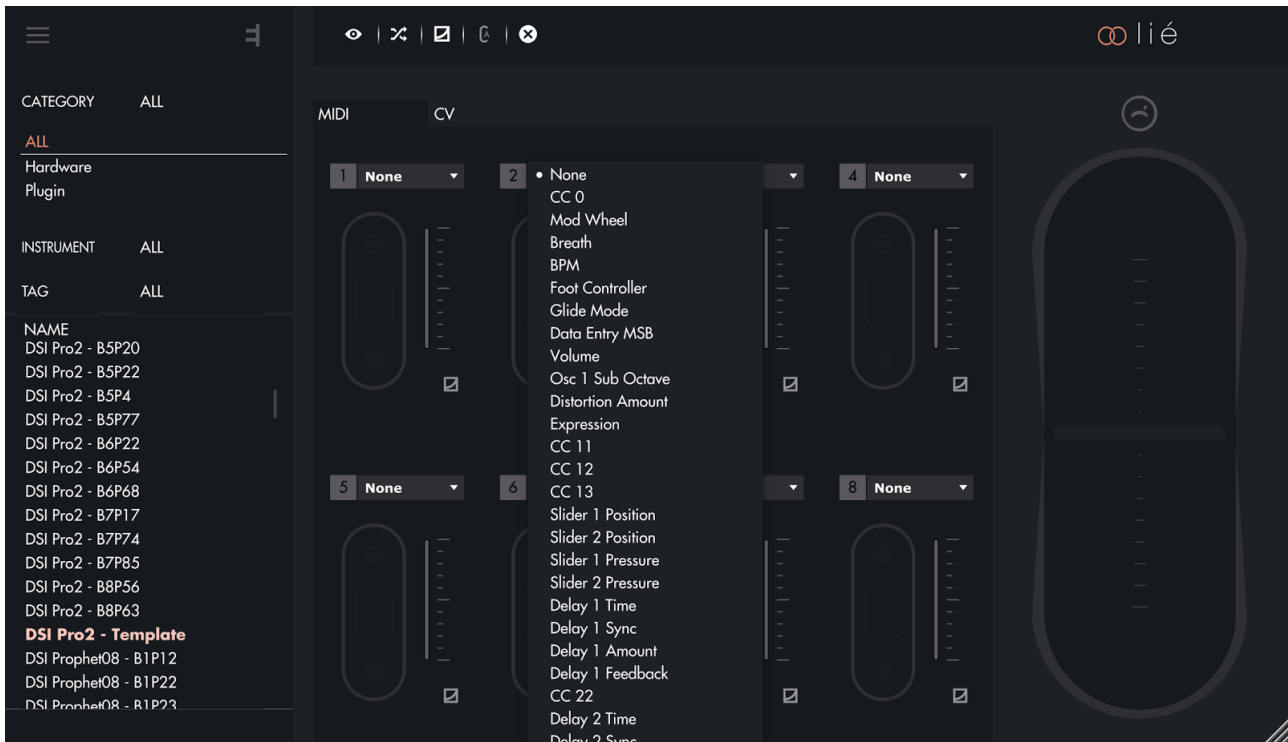 lié
CATEGORY ALL
ALL
Hardware
Plugin
INSTRUMENT ALL
TAG ALL
NAME
DSI Pro2 - B5P20
DSI Pro2 - B5P22
DSI Pro2 - B5P4
DSI Pro2 - B5P77
DSI Pro2 - B6P22
DSI Pro2 - B6P54
DSI Pro2 - B6P68
DSI Pro2 - B7P17
DSI Pro2 - B7P74
DSI Pro2 - B7P85
DSI Pro2 - B8P56
DSI Pro2 - B8P63
DSI Pro2 - Template
DSI Prophet08 - B1P12
DSI Prophet08 - B1P22
DSI Prophet08 - B1P23
MIDI CV
1 None
2
4 None
5 None
6
8 None
None
CC 0
Mod Wheel
Breath
BPM
Foot Controller
Glide Mode
Data Entry MSB
Volume
Osc 1 Sub Octave
Distortion Amount
Expression
CC 11
CC 12
CC 13
Slider 1 Position
Slider 2 Position
Slider 1 Pressure
Slider 2 Pressure
Delay 1 Time
Delay 1 Sync
Delay 1 Amount
Delay 1 Feedback
CC 22
Delay 2 Time
Delay 2 Sync